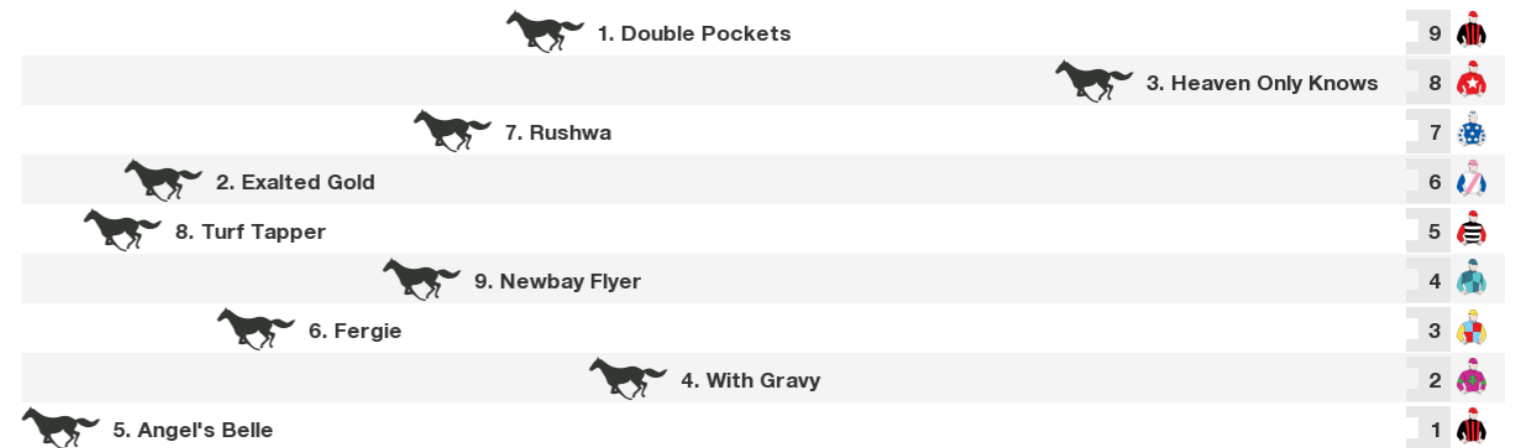 1. Double Pockets 9
3. Heaven Only Knows 8
7. Rushwa 7
2. Exalted Gold 6
8. Turf Tapper 5
9. Newbay Flyer 4
6. Fergie 3
4. With Gravy 2
5. Angel's Belle 1